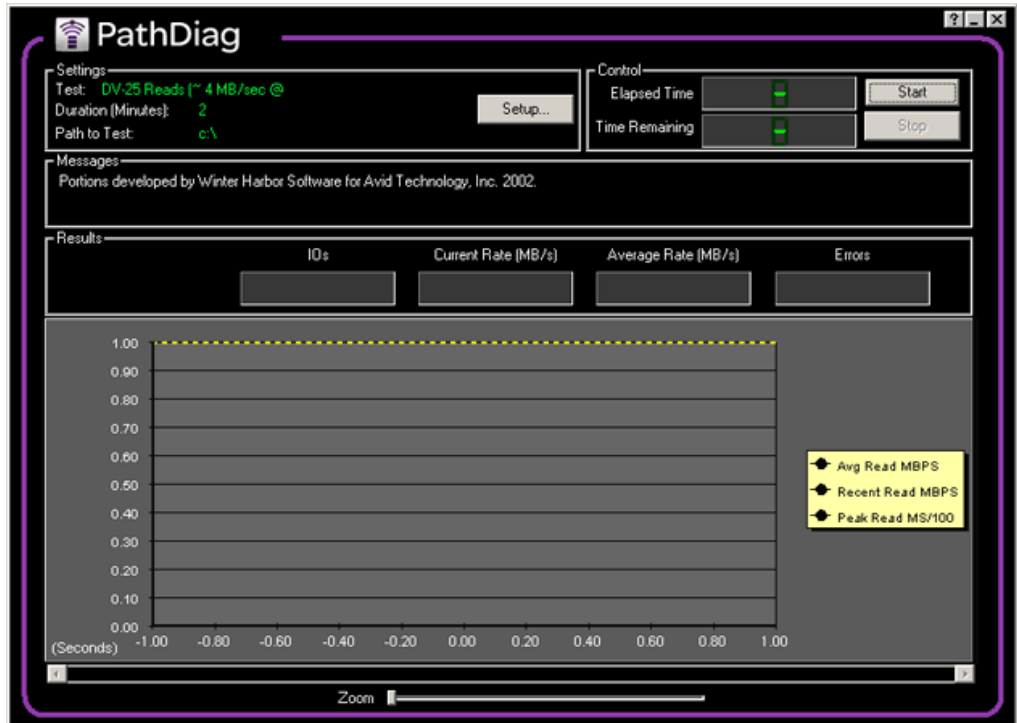 PathDiag
? - X
Settings
Test: DV-25 Reads (~ 4 MB/sec @
Duration (Minutes): 2
Setup...
Path to Test: c:\
Control
Elapsed Time - Start
Time Remaining - Stop
Messages
Portions developed by Winter Harbor Software for Avid Technology, Inc. 2002.
Results
IOs Current Rate (MB/s) Average Rate (MB/s) Errors
1.00
0.90
0.80
0.70
0.60
0.50
0.40
0.30
0.20
0.10
0.00
(Seconds) -1.00 -0.80 -0.60 -0.40 -0.20 0.00 0.20 0.40 0.60 0.80 1.00
Avg Read MBPS
Recent Read MBPS
Peak Read MS/100
Zoom